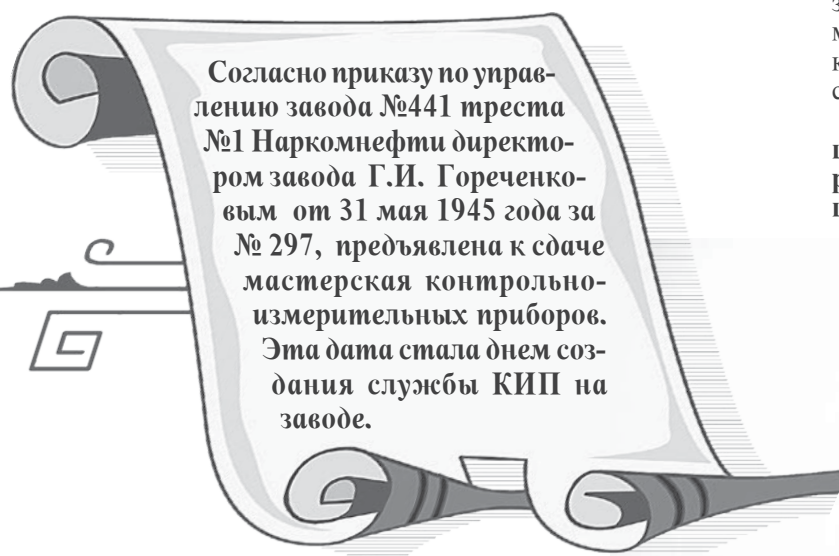 Согласно приказу по управ-
лению завода №441 треста
№1 Наркомнефти директо-
ром завода Г.И. Гореченко-
вым от 31 мая 1945 года за
№ 297, предъявлена к сдаче
мастерская контрольно-
измерительных приборов.
Эта дата стала днем соз-
дания службы КИП на
заводе.